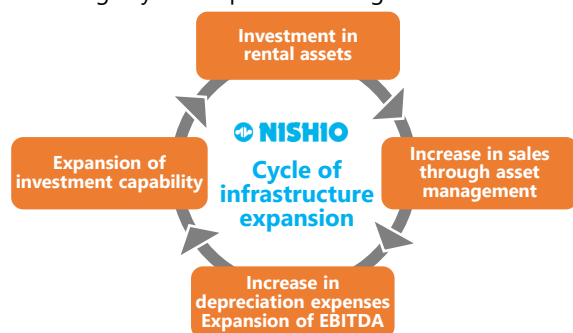 Investment in
rental assets
NISHIO
Cycle of
infrastructure
expansion
Expansion of
investment capability
Increase in sales
through asset
management
Increase in
depreciation expenses
Expansion of EBITDA